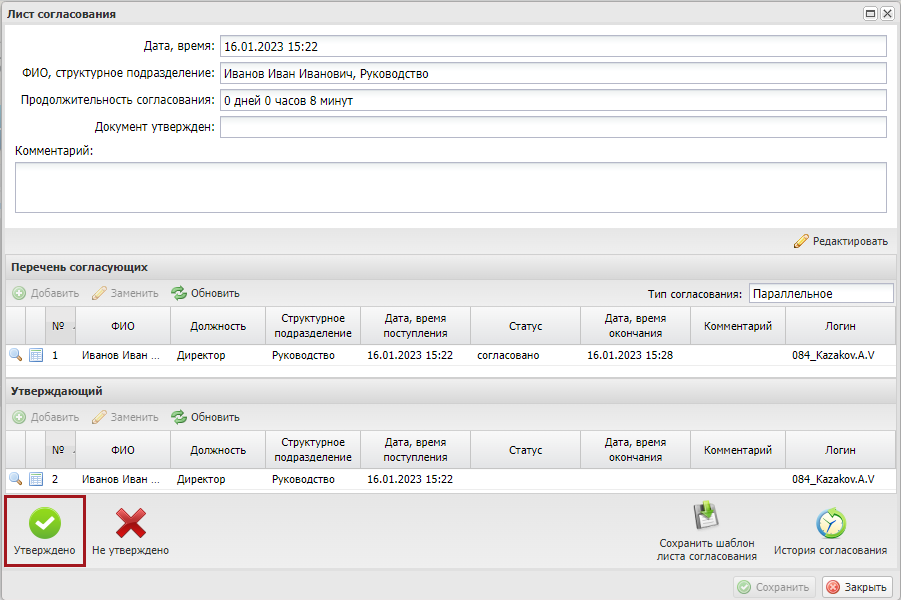 Лист согласования
Дата, время: 16.01.2023 15:22
ФИО, структурное подразделение: Иванов Иван Иванович, Руководство
Продолжительность согласования: 0 дней 0 часов 8 минут
Документ утвержден:
Комментарий:
Редактировать
Перечень согласующих
Добавить Заменить Обновить Тип согласования: Параллельное
№ ФИО Должность Структурное подразделение Дата, время поступления Статус Дата, время окончания Комментарий Логин
1 Иванов Иван ... Директор Руководство 16.01.2023 15:22 согласовано 16.01.2023 15:28 084_Kazakov.A.V
Утверждающий
Добавить Заменить Обновить
№ ФИО Должность Структурное подразделение Дата, время поступления Статус Дата, время окончания Комментарий Логин
2 Иванов Иван ... Директор Руководство 16.01.2023 15:22 084_Kazakov.A.V
Утверждено Не утверждено Сохранить шаблон листа согласования История согласования
Сохранить Закрыть